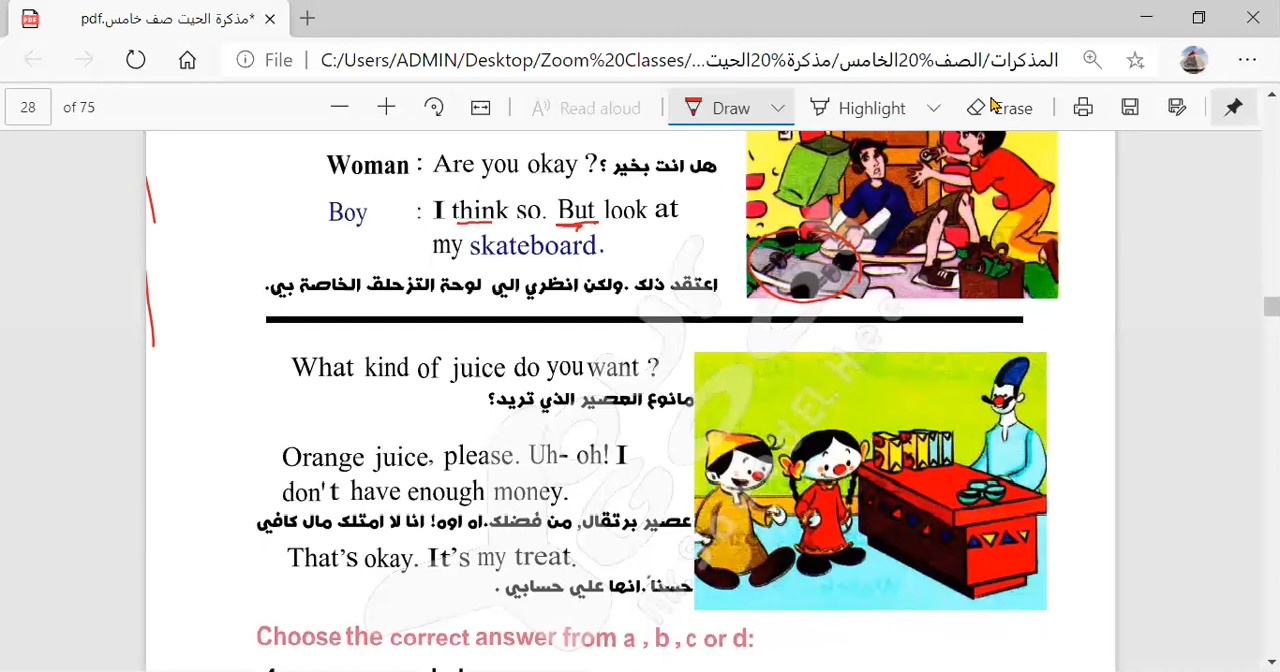 *مذكرة الحيت صف خامس.pdf
File
C:/Users/ADMIN/Desktop/Zoom%20Classes/المذكرات/الصف%20الخامس/مذكرة%20الحيت...
28 of 75
Read aloud
Draw
Highlight
Erase
Woman : Are you okay ? هل انت بخير ؟
Boy : I think so. But look at
my skateboard.
اعتقد ذلك .ولكن انظري الي لوحة التزحلق الخاصة بي.
What kind of juice do you want ?
مانوع العصير الذي تريد؟
Orange juice, please. Uh- oh! I
don't have enough money.
عصير برتقال, من فضلك.اه اوه! انا لا امتلك مال كافي
That's okay. It's my treat.
حسناً.انها علي حسابي .
Choose the correct answer from a , b , c or d: